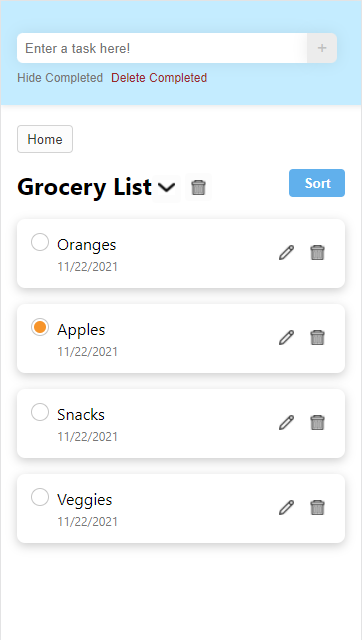 Enter a task here! +
Hide Completed Delete Completed
Home
Grocery List
Sort
Oranges
11/22/2021
Apples
11/22/2021
Snacks
11/22/2021
Veggies
11/22/2021